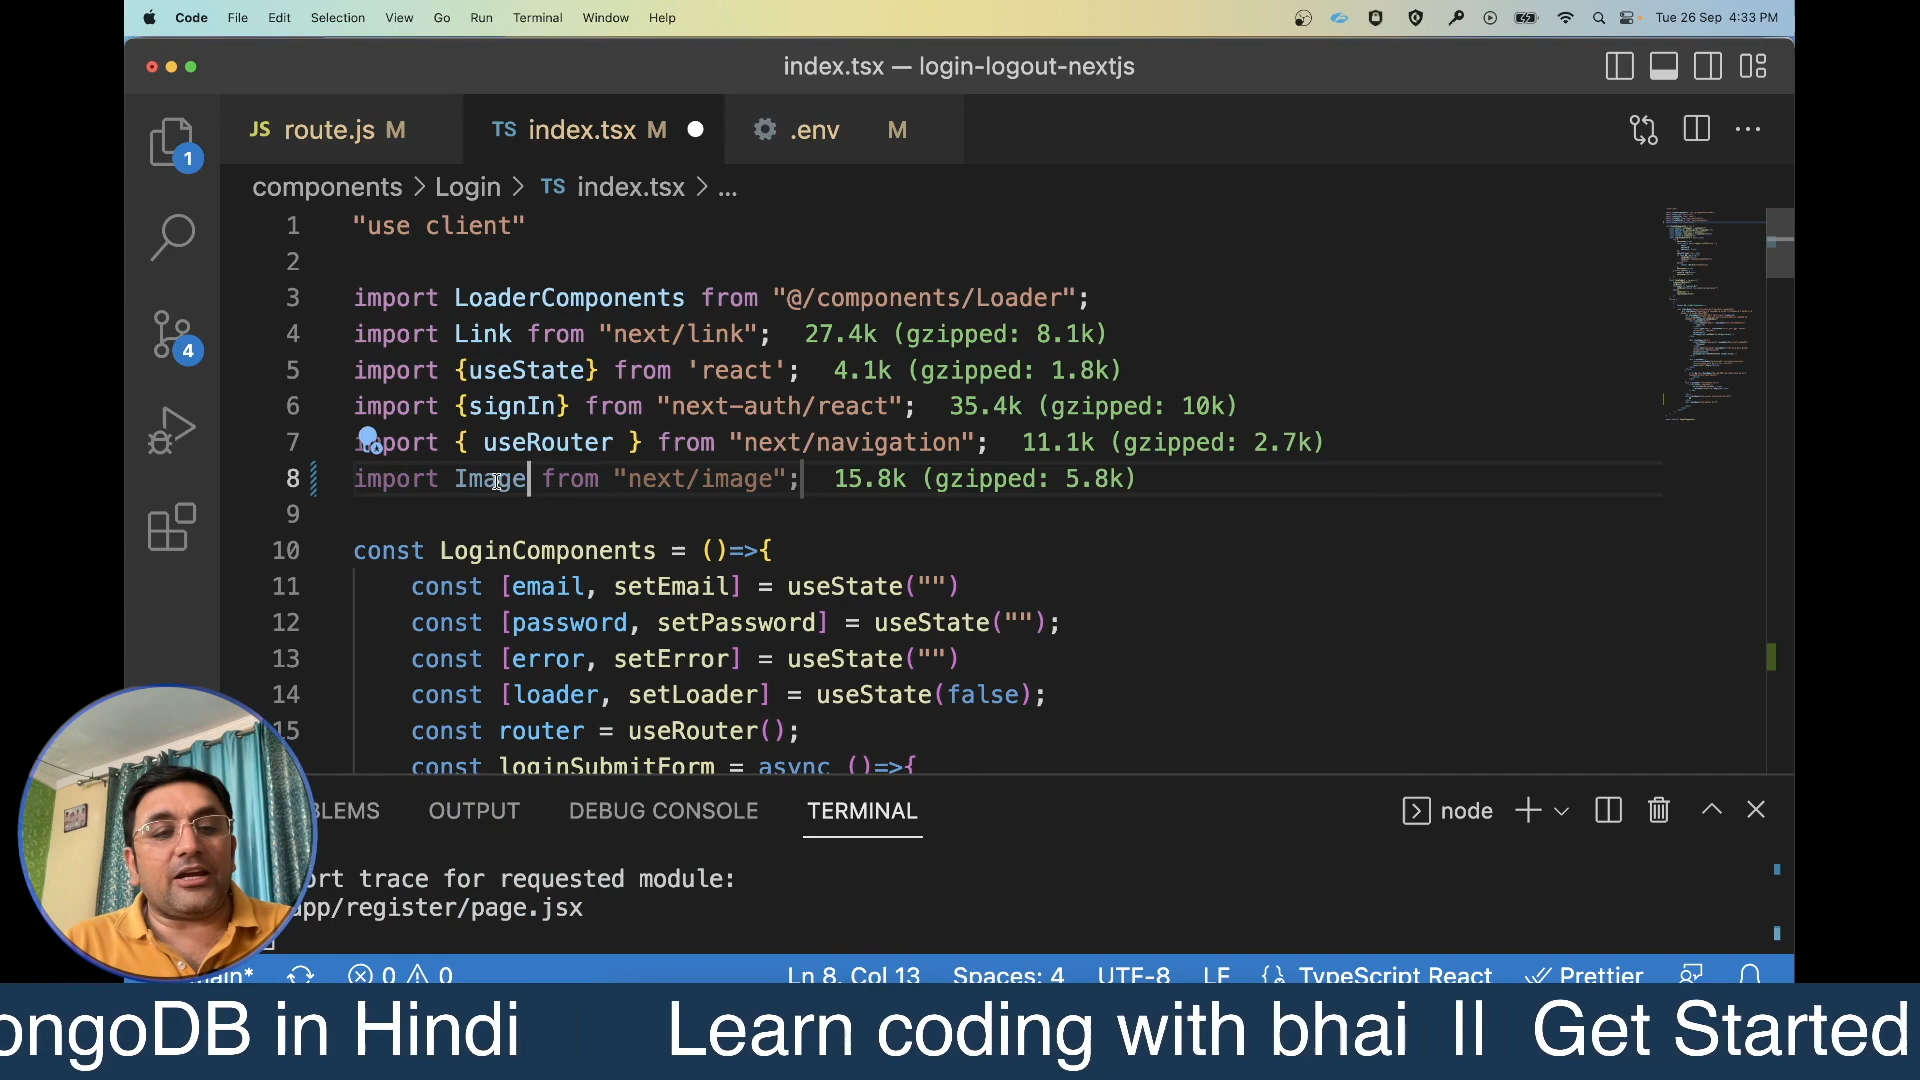 Code File Edit Selection View Go Run Terminal Window Help Tue 26 Sep 4:33 PM
index.tsx — login-logout-nextjs
JS route.js M TS index.tsx M .env M
components > Login > TS index.tsx > ...
1 "use client"
2
3 import LoaderComponents from "@/components/Loader";
4 import Link from "next/link"; 27.4k (gzipped: 8.1k)
5 import {useState} from 'react'; 4.1k (gzipped: 1.8k)
6 import {signIn} from "next-auth/react"; 35.4k (gzipped: 10k)
7 import { useRouter } from "next/navigation"; 11.1k (gzipped: 2.7k)
8 import Image from "next/image"; 15.8k (gzipped: 5.8k)
9
10 const LoginComponents = ()=>{
11 const [email, setEmail] = useState("")
12 const [password, setPassword] = useState("");
13 const [error, setError] = useState("")
14 const [loader, setLoader] = useState(false);
15 const router = useRouter();
const loginSubmitForm = async ()=>{
1
4
BLEMS OUTPUT DEBUG CONSOLE TERMINAL node
ort trace for requested module:
app/register/page.jsx
main* 0 0 Ln 8, Col 13 Spaces: 4 UTF-8 LF {} TypeScript React Prettier
ongoDB in Hindi Learn coding with bhai || Get Started